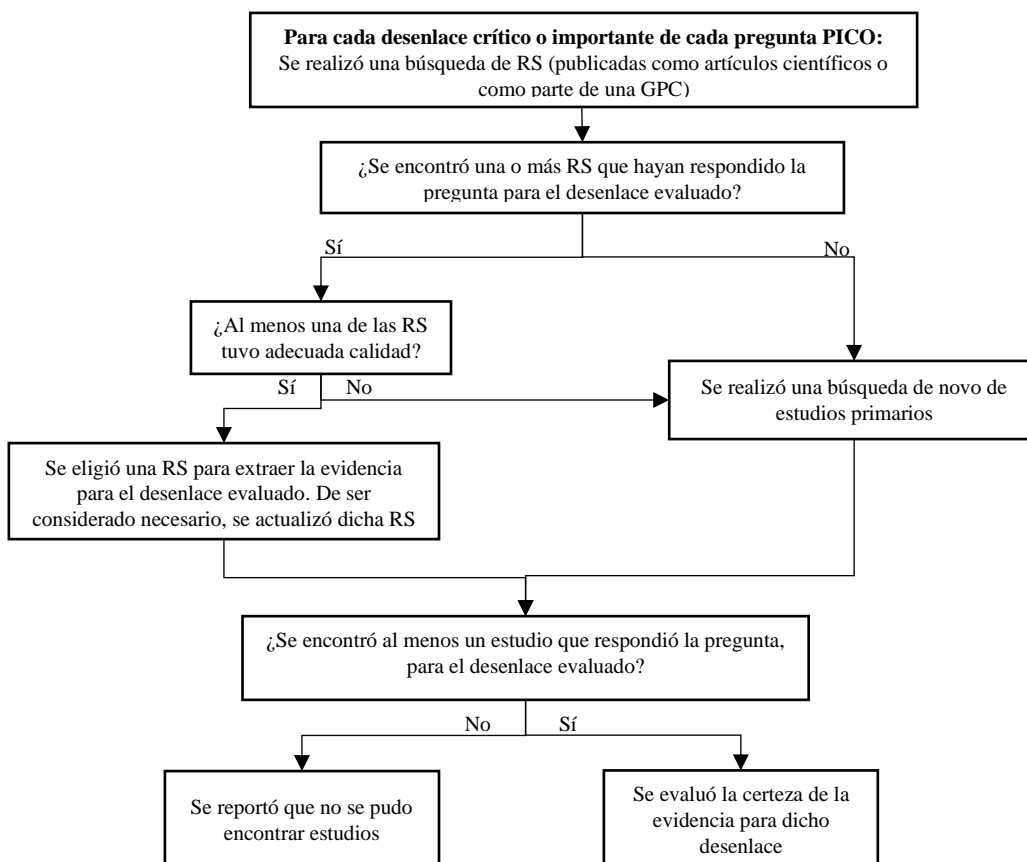 Para cada desenlace crítico o importante de cada pregunta PICO:
Se realizó una búsqueda de RS (publicadas como artículos científicos o
como parte de una GPC)
¿Se encontró una o más RS que hayan respondido la
pregunta para el desenlace evaluado?
Sí
No
¿Al menos una de las RS
tuvo adecuada calidad?
Sí
No
Se realizó una búsqueda de novo de
estudios primarios
Se eligió una RS para extraer la evidencia
para el desenlace evaluado. De ser
considerado necesario, se actualizó dicha RS
¿Se encontró al menos un estudio que respondió la pregunta,
para el desenlace evaluado?
No
Sí
Se reportó que no se pudo
encontrar estudios
Se evaluó la certeza de la
evidencia para dicho
desenlace